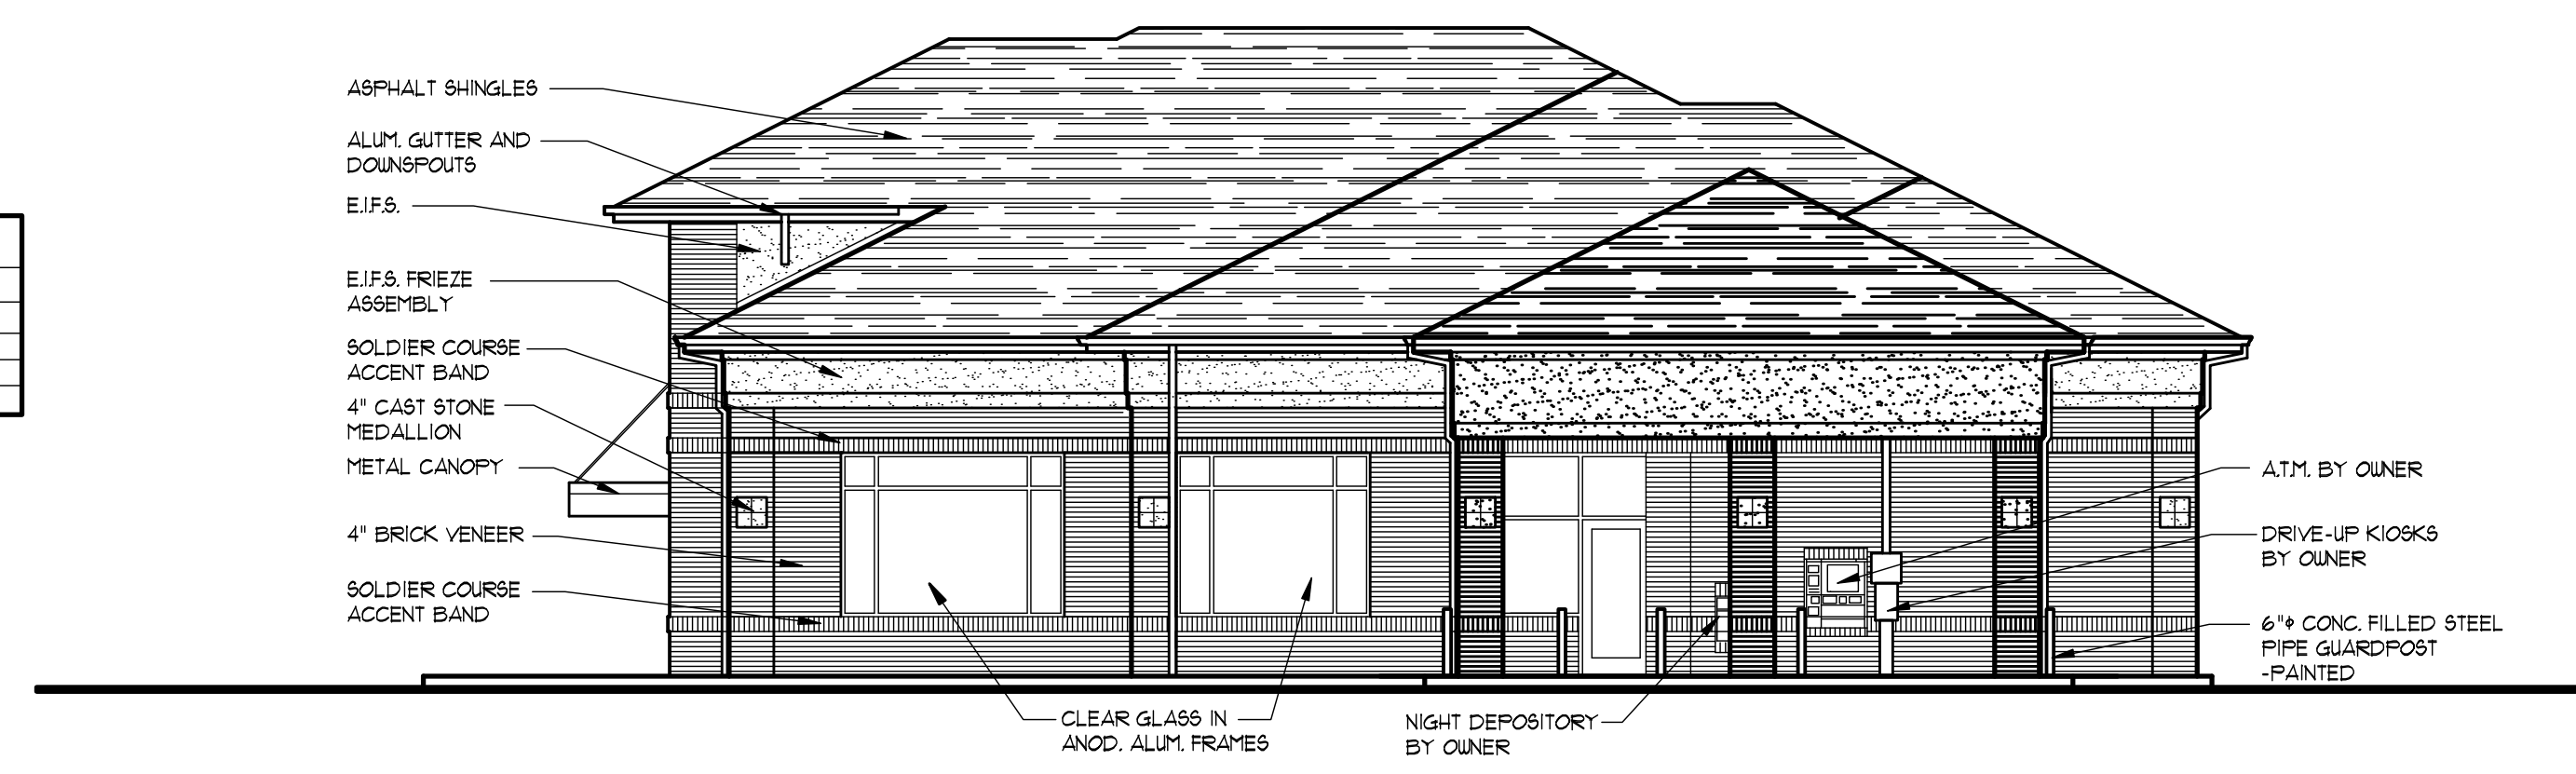 ASPHALT SHINGLES
ALUM. GUTTER AND
DOWNSPOUTS
E.I.F.S.
E.I.F.S. FRIEZE
ASSEMBLY
SOLDIER COURSE
ACCENT BAND
4" CAST STONE
MEDALLION
METAL CANOPY
4" BRICK VENEER
SOLDIER COURSE
ACCENT BAND
CLEAR GLASS IN
ANOD. ALUM. FRAMES
NIGHT DEPOSITORY
BY OWNER
A.T.M. BY OWNER
DRIVE-UP KIOSKS
BY OWNER
6"ɸ CONC. FILLED STEEL
PIPE GUARDPOST
-PAINTED